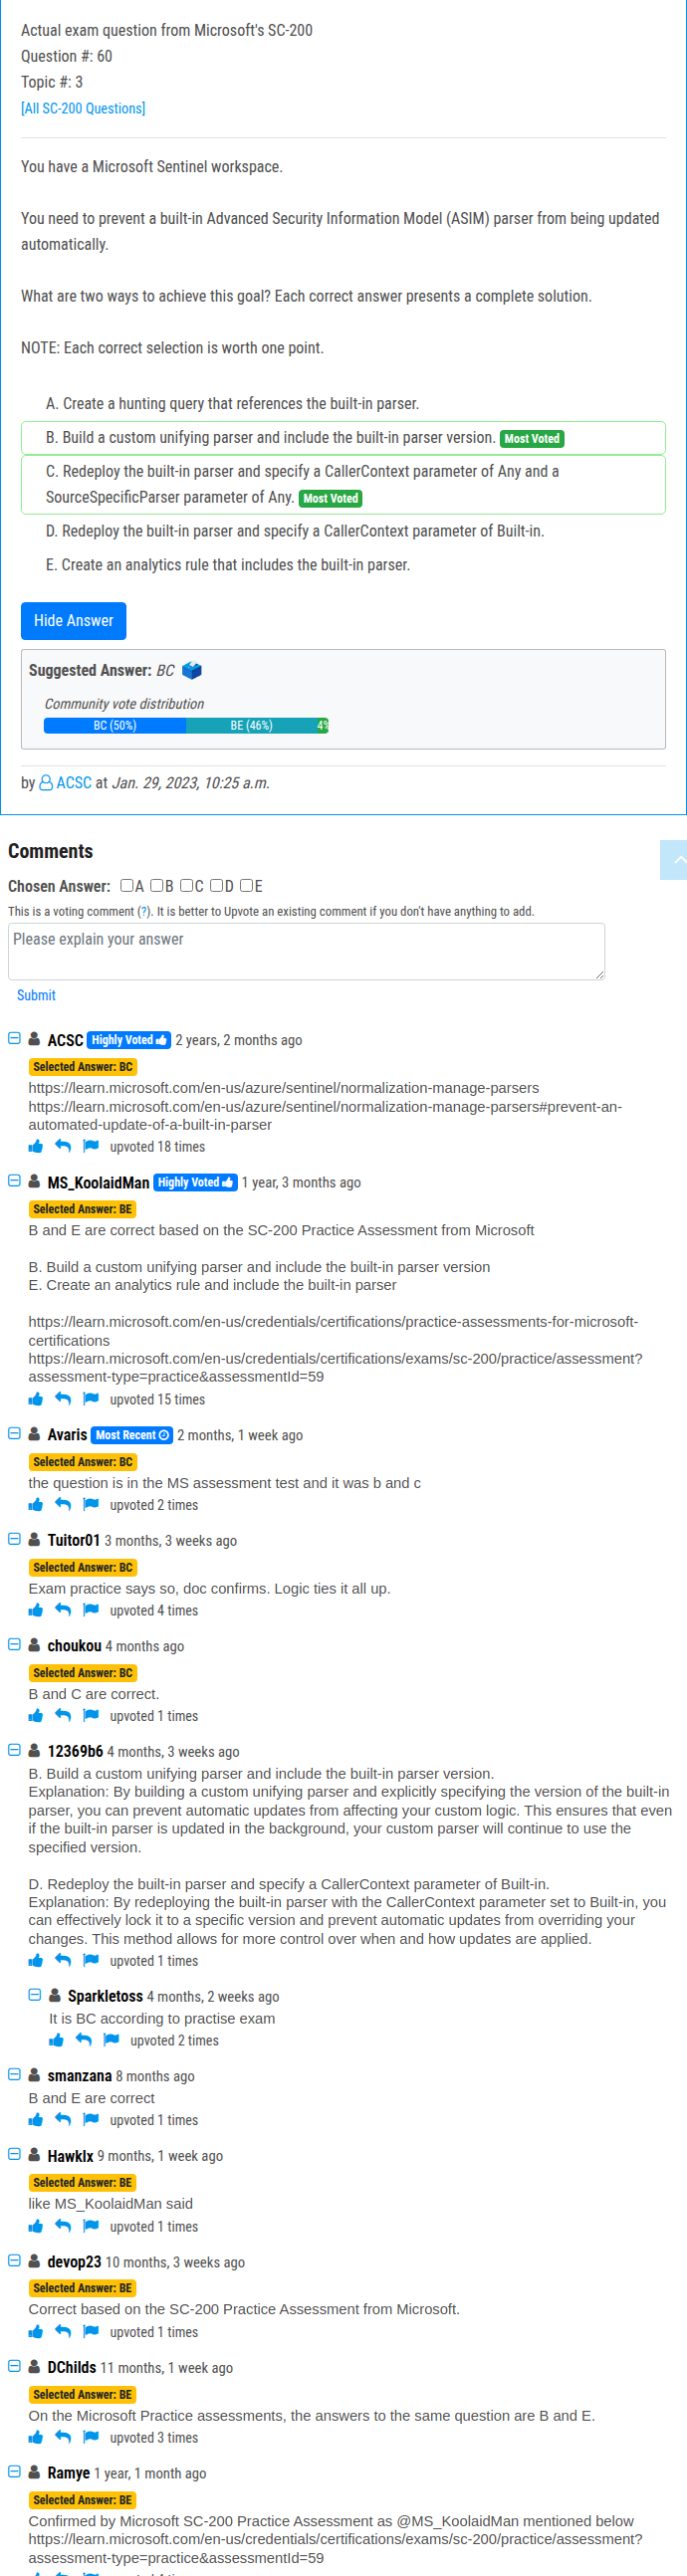 Actual exam question from Microsoft's SC-200
Question #: 60
Topic #: 3
[All SC-200 Questions]
You have a Microsoft Sentinel workspace.
You need to prevent a built-in Advanced Security Information Model (ASIM) parser from being updated
automatically.
What are two ways to achieve this goal? Each correct answer presents a complete solution.
NOTE: Each correct selection is worth one point.
A. Create a hunting query that references the built-in parser.
B. Build a custom unifying parser and include the built-in parser version. Most Voted
C. Redeploy the built-in parser and specify a CallerContext parameter of Any and a
SourceSpecificParser parameter of Any. Most Voted
D. Redeploy the built-in parser and specify a CallerContext parameter of Built-in.
E. Create an analytics rule that includes the built-in parser.
Hide Answer
Suggested Answer: BC
Community vote distribution
BC (50%) BE (46%) 4%
by ACSC at Jan. 29, 2023, 10:25 a.m.
Comments
Chosen Answer: A B C D E
This is a voting comment (?). It is better to Upvote an existing comment if you don't have anything to add.
Please explain your answer
Submit
ACSC Highly Voted 2 years, 2 months ago
Selected Answer: BC
https://learn.microsoft.com/en-us/azure/sentinel/normalization-manage-parsers
https://learn.microsoft.com/en-us/azure/sentinel/normalization-manage-parsers#prevent-an-
automated-update-of-a-built-in-parser
upvoted 18 times
MS_KoolaidMan Highly Voted 1 year, 3 months ago
Selected Answer: BE
B and E are correct based on the SC-200 Practice Assessment from Microsoft
B. Build a custom unifying parser and include the built-in parser version
E. Create an analytics rule and include the built-in parser
https://learn.microsoft.com/en-us/credentials/certifications/practice-assessments-for-microsoft-
certifications
https://learn.microsoft.com/en-us/credentials/certifications/exams/sc-200/practice/assessment?
assessment-type=practice&assessmentId=59
upvoted 15 times
Avaris Most Recent 2 months, 1 week ago
Selected Answer: BC
the question is in the MS assessment test and it was b and c
upvoted 2 times
Tuitor01 3 months, 3 weeks ago
Selected Answer: BC
Exam practice says so, doc confirms. Logic ties it all up.
upvoted 4 times
choukou 4 months ago
Selected Answer: BC
B and C are correct.
upvoted 1 times
12369b6 4 months, 3 weeks ago
B. Build a custom unifying parser and include the built-in parser version.
Explanation: By building a custom unifying parser and explicitly specifying the version of the built-in
parser, you can prevent automatic updates from affecting your custom logic. This ensures that even
if the built-in parser is updated in the background, your custom parser will continue to use the
specified version.
D. Redeploy the built-in parser and specify a CallerContext parameter of Built-in.
Explanation: By redeploying the built-in parser with the CallerContext parameter set to Built-in, you
can effectively lock it to a specific version and prevent automatic updates from overriding your
changes. This method allows for more control over when and how updates are applied.
upvoted 1 times
Sparkletoss 4 months, 2 weeks ago
It is BC according to practise exam
upvoted 2 times
smanzana 8 months ago
B and E are correct
upvoted 1 times
Hawklx 9 months, 1 week ago
Selected Answer: BE
like MS_KoolaidMan said
upvoted 1 times
devop23 10 months, 3 weeks ago
Selected Answer: BE
Correct based on the SC-200 Practice Assessment from Microsoft.
upvoted 1 times
DChilds 11 months, 1 week ago
Selected Answer: BE
On the Microsoft Practice assessments, the answers to the same question are B and E.
upvoted 3 times
Ramye 1 year, 1 month ago
Selected Answer: BE
Confirmed by Microsoft SC-200 Practice Assessment as @MS_KoolaidMan mentioned below
https://learn.microsoft.com/en-us/credentials/certifications/exams/sc-200/practice/assessment?
assessment-type=practice&assessmentId=59